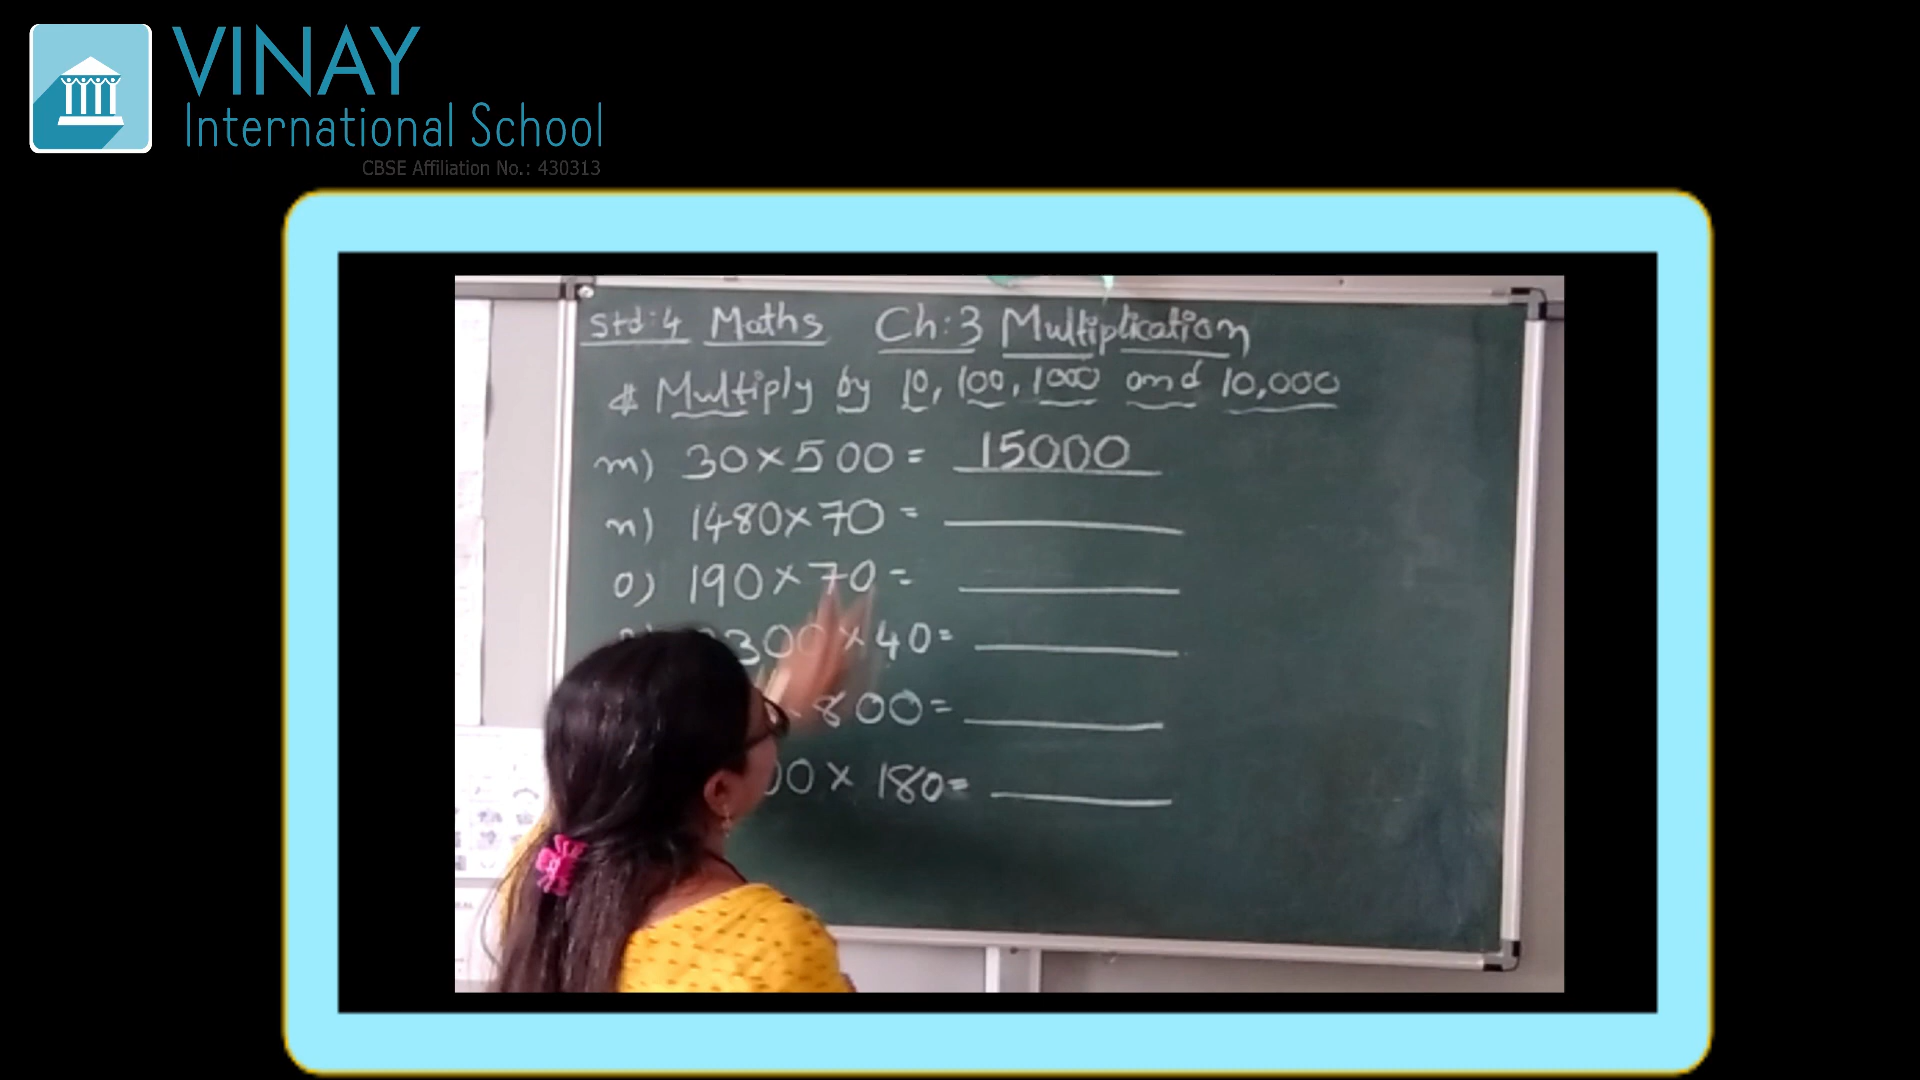 VINAY
International School
CBSE Affiliation No.: 430313
Std:4 Maths Ch:3 Multiplication
# Multiply by 10, 100, 1000 and 10,000
m) 30×500= 15000
n) 1480×70=
o) 190×70=
300×40=
800=
00× 180=